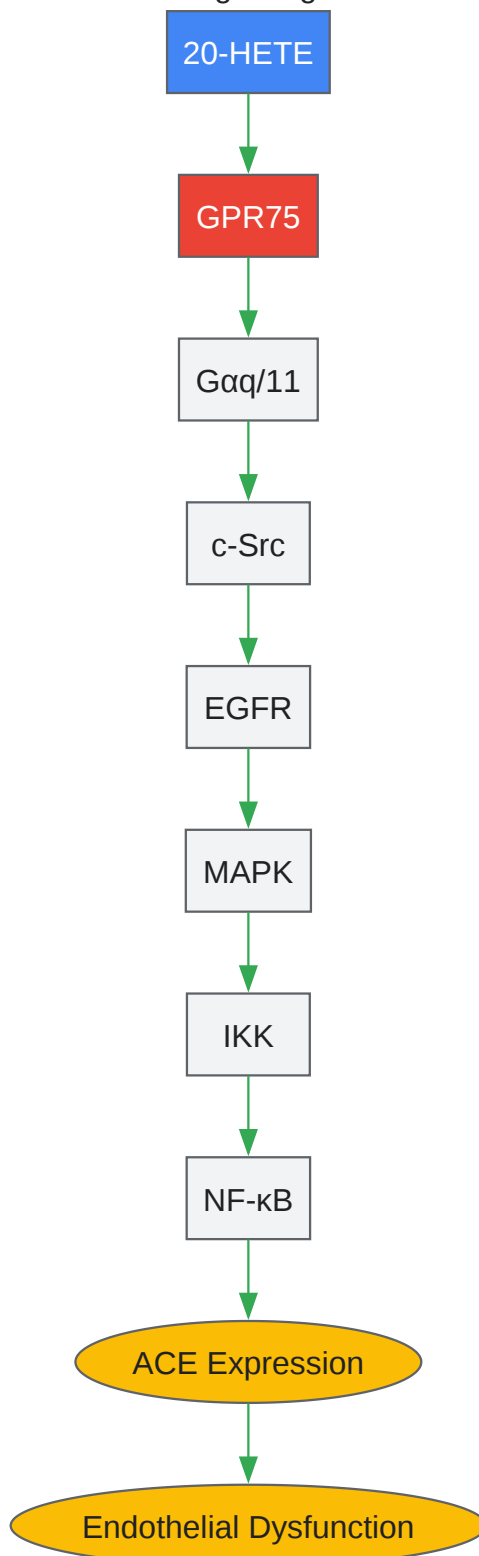 20-HETE
GPR75
Gαq/11
c-Src
EGFR
MAPK
IKK
NF-κB
ACE Expression
Endothelial Dysfunction